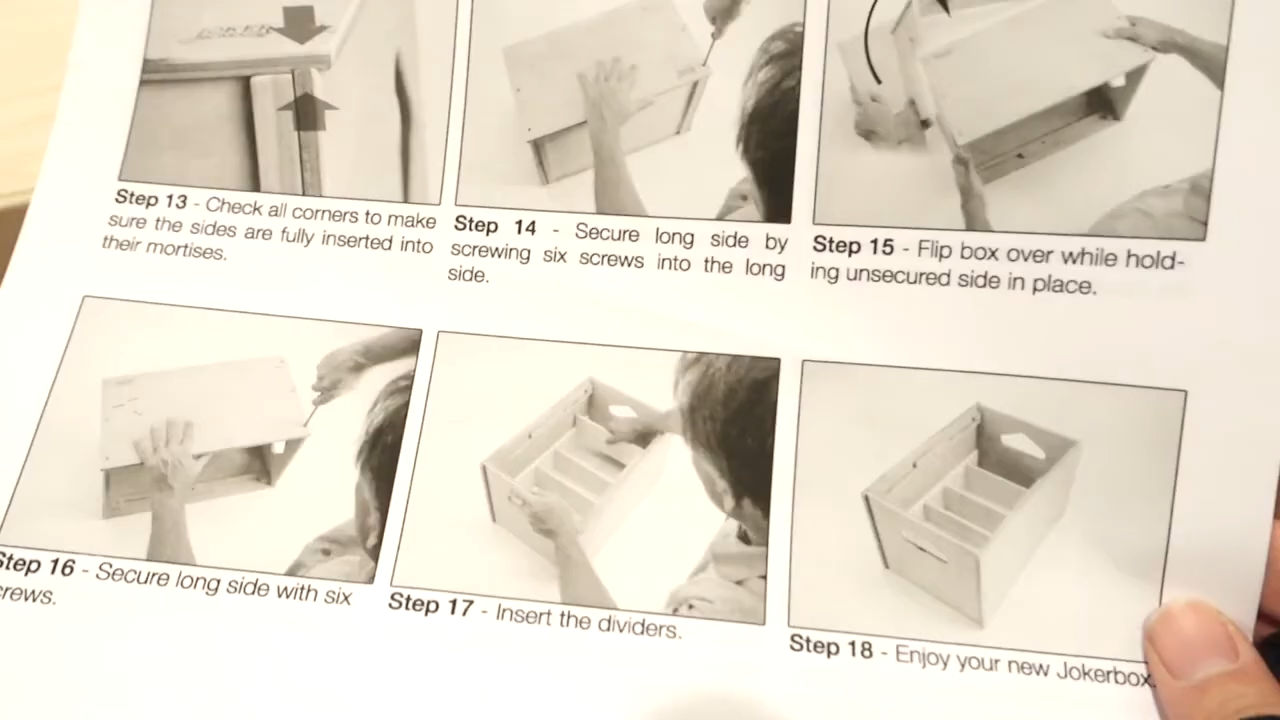 JOKER
Step 13 - Check all corners to make
sure the sides are fully inserted into
their mortises.
Step 14 - Secure long side by
screwing six screws into the long
side.
Step 15 - Flip box over while hold-
ing unsecured side in place.
Step 16 - Secure long side with six
crews.
Step 17 - Insert the dividers.
Step 18 - Enjoy your new Jokerbox.